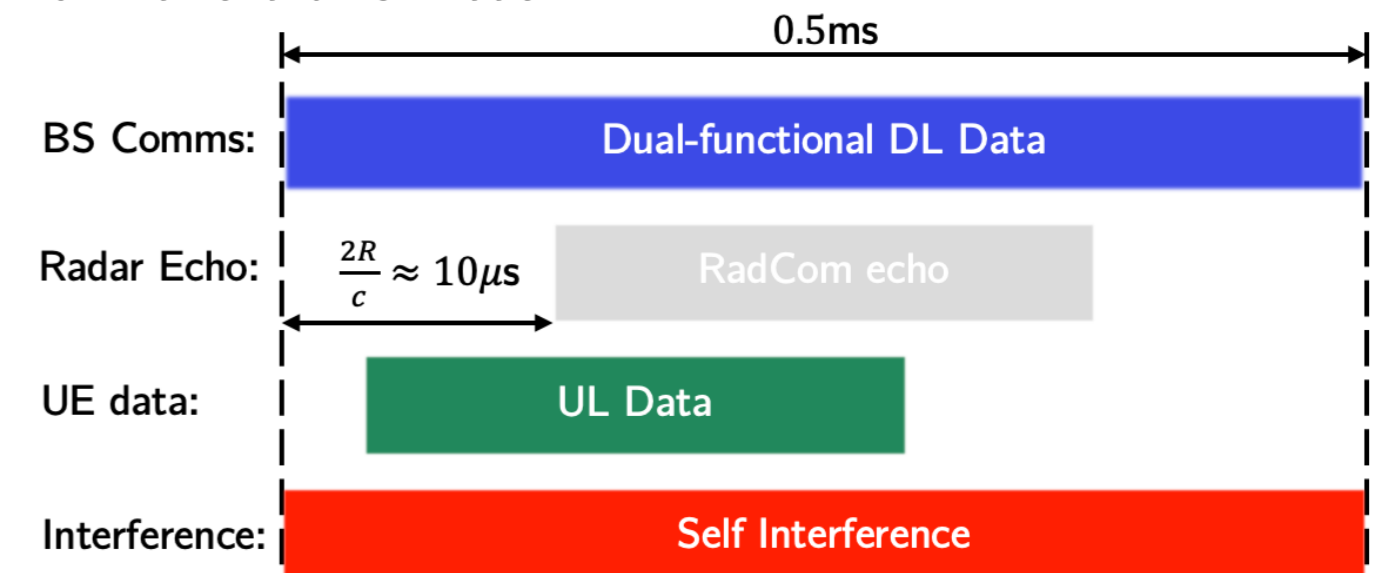 0.5ms
BS Comms: Dual-functional DL Data
Radar Echo: 2R/c ≈ 10μs RadCom echo
UE data: UL Data
Interference: Self Interference